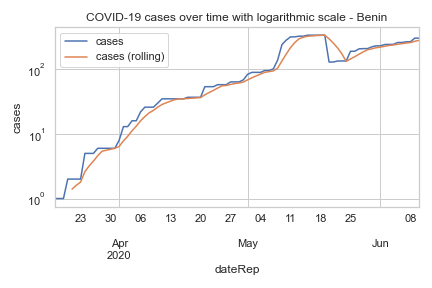 COVID-19 cases over time with logarithmic scale - Benin
cases
cases (rolling)
10²
10¹
10⁰
cases
23 30 06 13 20 27 04 11 18 25 08
Apr May Jun
2020
dateRep